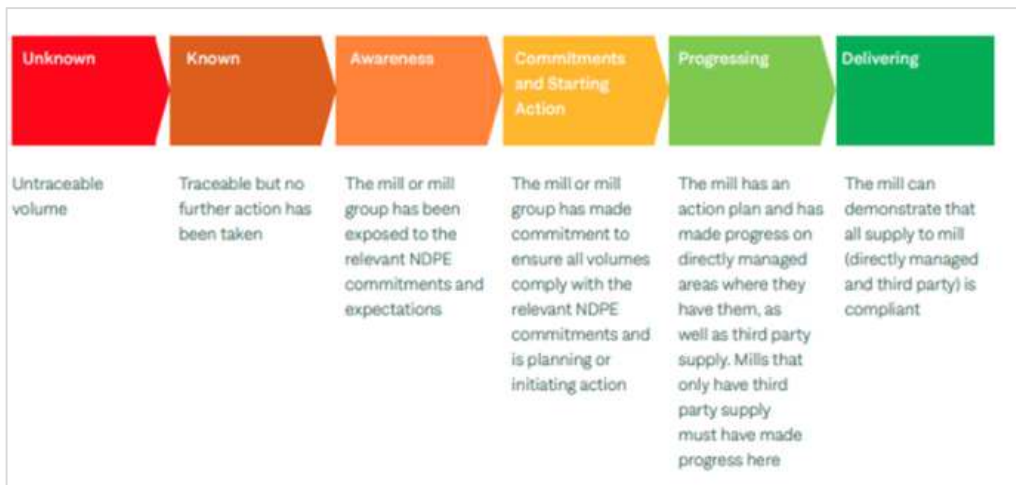 Unknown
Known
Awareness
Commitments
and Starting
Action
Progressing
Delivering
Untraceable
volume
Traceable but no
further action has
been taken
The mill or mill
group has been
exposed to the
relevant NDPE
commitments and
expectations
The mill or mill
group has made
commitment to
ensure all volumes
comply with the
relevant NDPE
commitments and
is planning or
initiating action
The mill has an
action plan and has
made progress on
directly managed
areas where they
have them, as
well as third party
supply. Mills that
only have third
party supply
must have made
progress here
The mill can
demonstrate that
all supply to mill
(directly managed
and third party) is
compliant